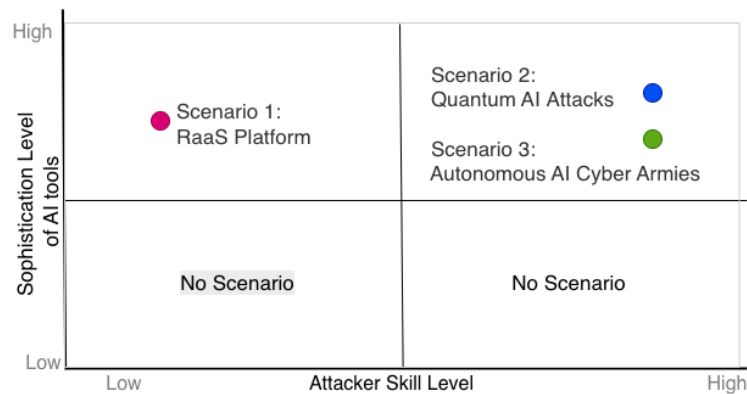 High
Scenario 1:
RaaS Platform
Scenario 2:
Quantum AI Attacks
Scenario 3:
Autonomous AI Cyber Armies
Sophistication Level
of AI tools
No Scenario
No Scenario
Low
Low
Attacker Skill Level
High